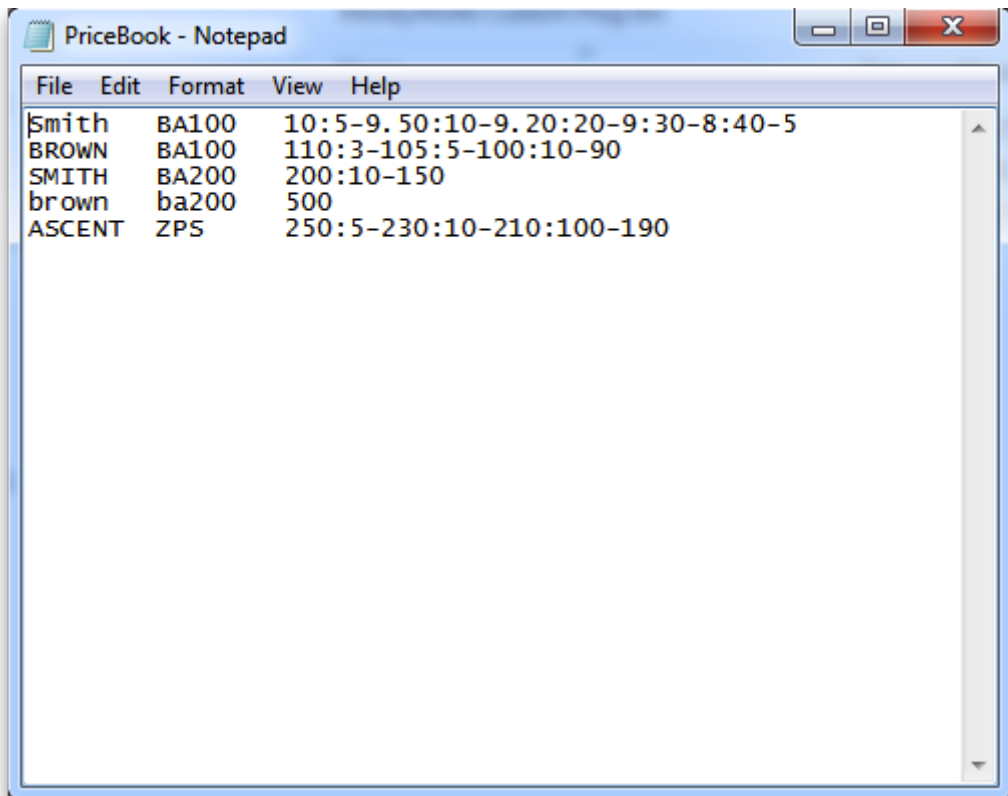 PriceBook - Notepad
File Edit Format View Help
Smith BA100 10:5-9.50:10-9.20:20-9:30-8:40-5
BROWN BA100 110:3-105:5-100:10-90
SMITH BA200 200:10-150
brown ba200 500
ASCENT ZPS 250:5-230:10-210:100-190